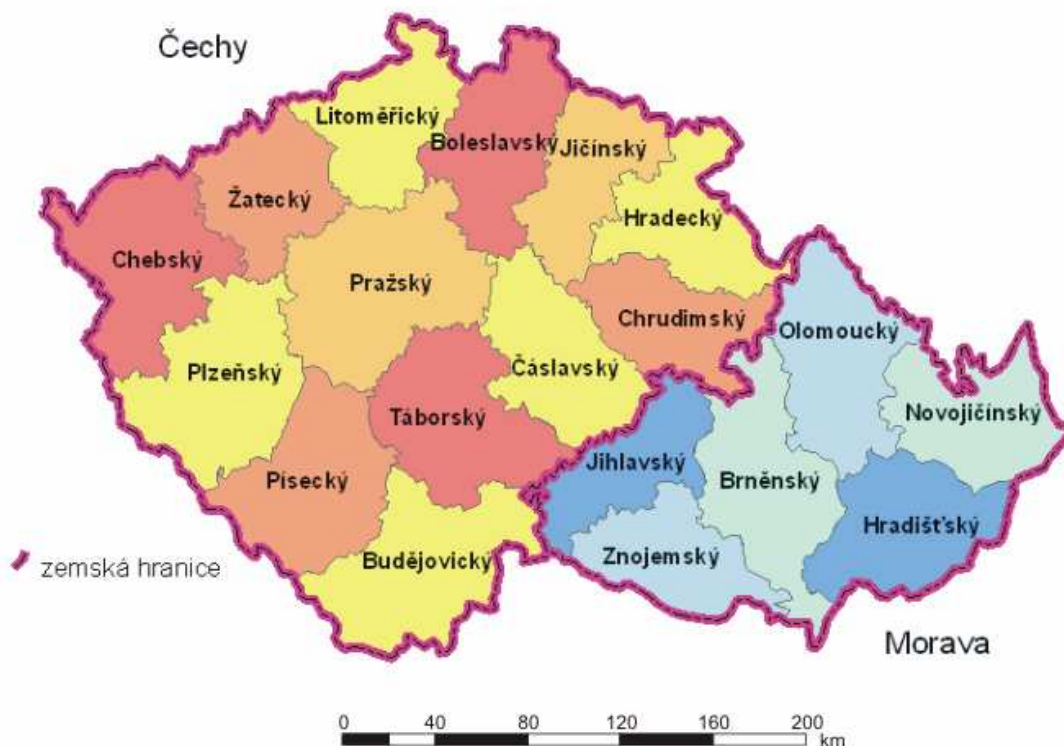 Čechy
Litoměřický
Boleslavský
Jičínský
Žatecký
Hradecký
Chebský
Pražský
Chrudimský
Olomoucký
Plzeňský
Čáslavský
Táborský
Novojičínský
Jihlavský
Písecký
Brněnský
Hradišťský
Znojemský
Budějovický
zemská hranice
Morava
0 40 80 120 160 200
km